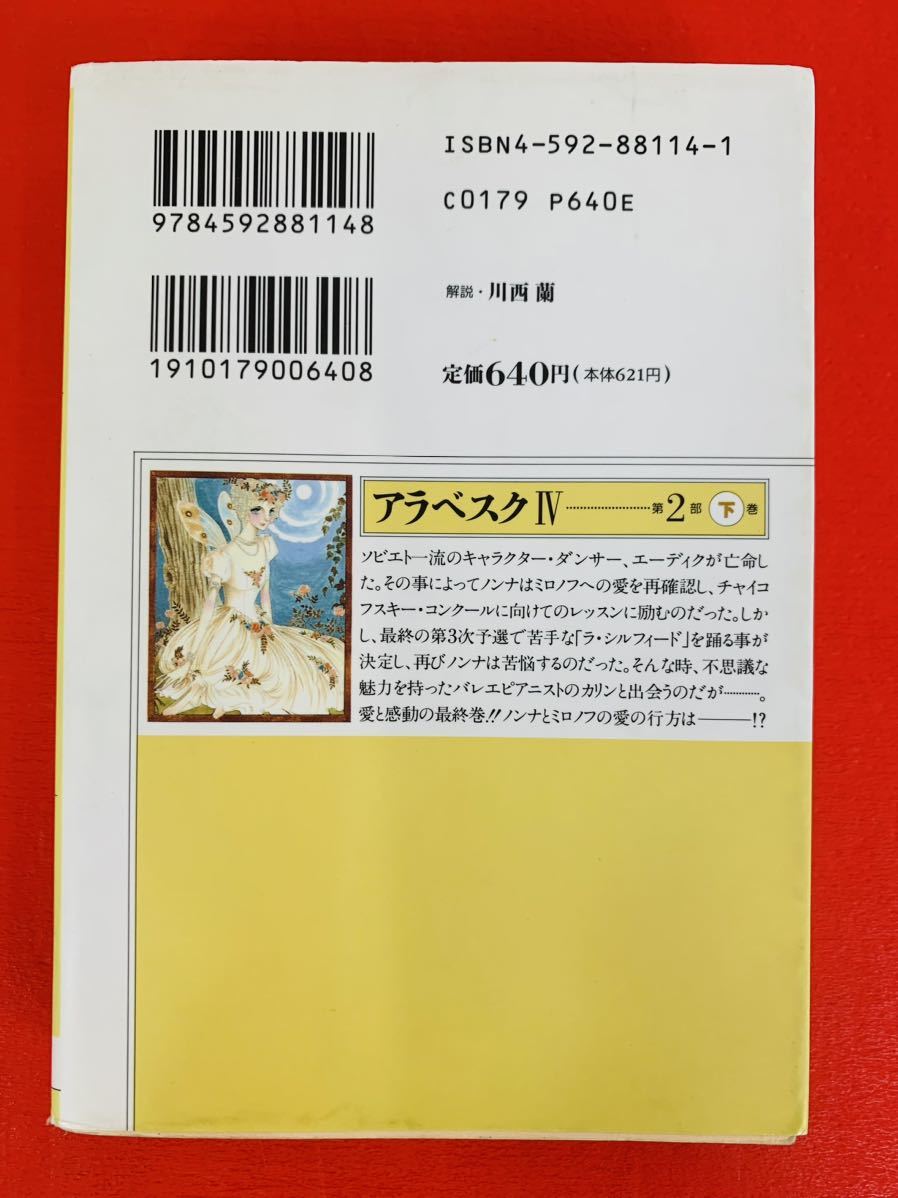 9784592881148
ISBN4-592-88114-1
C0179 P640E
1910179006408
解説・川西 蘭
定価640円(本体621円)
アラベスクⅣ……………………第2部 下 巻
ソビエト一流のキャラクター・ダンサー、エーディクが亡命し
た。その事によってノンナはミロノフへの愛を再確認し、チャイコ
フスキー・コンクールに向けてのレッスンに励むのだった。しか
し、最終の第3次予選で苦手な「ラ・シルフィード」を踊る事が
決定し、再びノンナは苦悩するのだった。そんな時、不思議な
魅力を持ったバレエピアニストのカリンと出会うのだが…………。
愛と感動の最終巻!!ノンナとミロノフの愛の行方は———!?